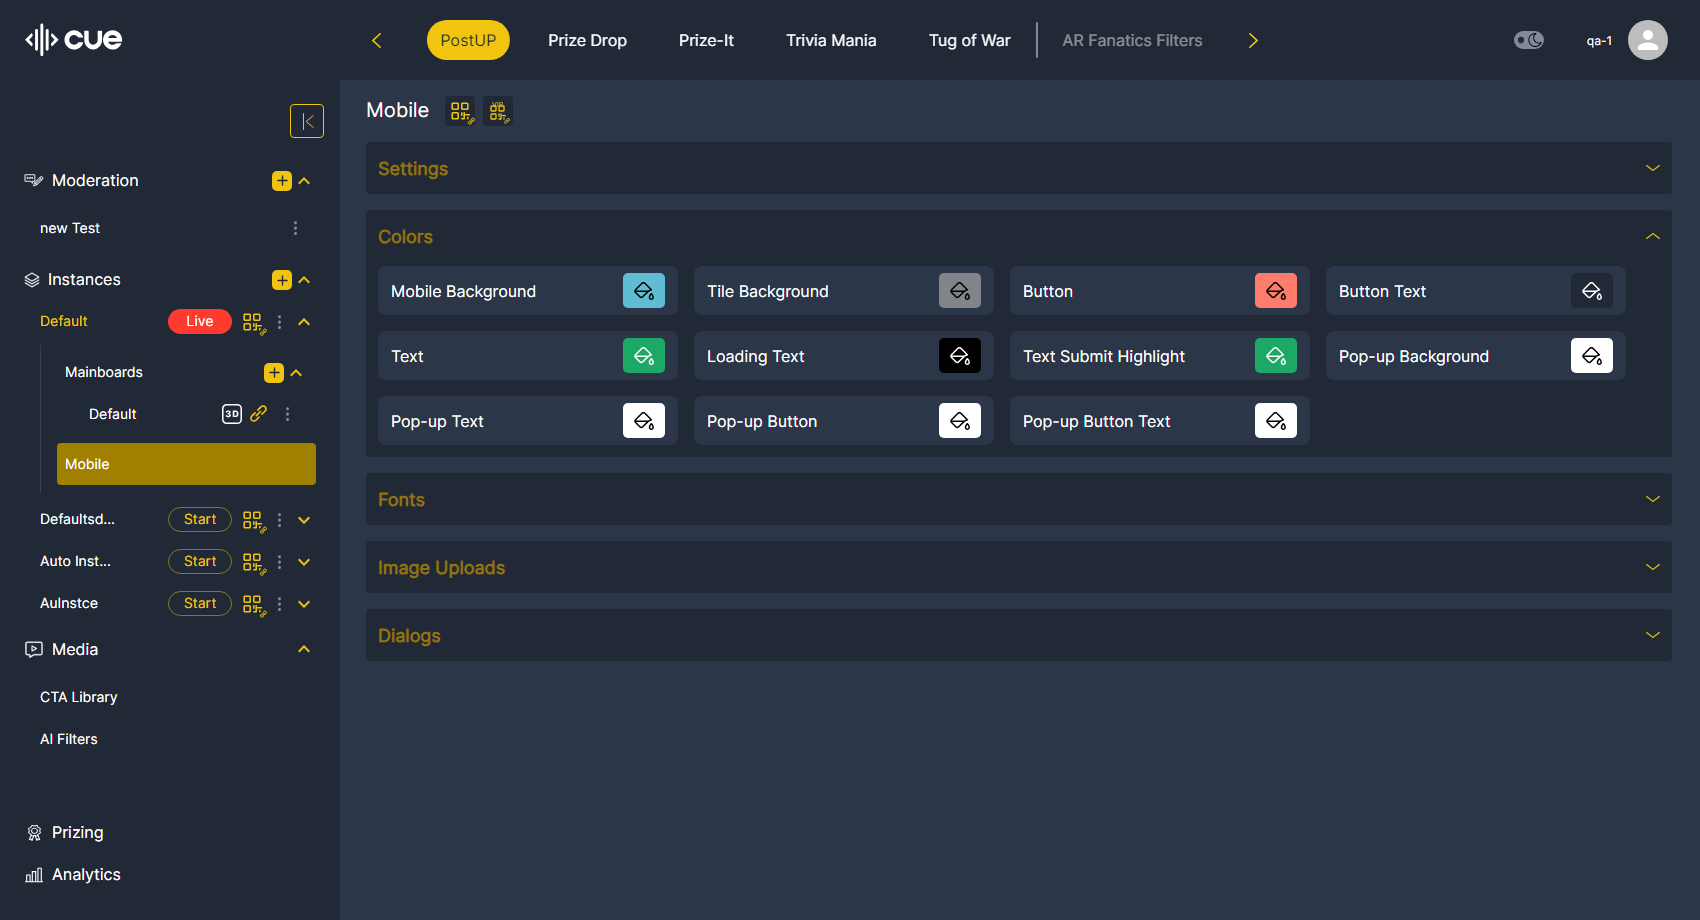 cue
PostUP
Prize Drop
Prize-It
Trivia Mania
Tug of War
AR Fanatics Filters
qa-1
Moderation
new Test
Instances
Default
Live
Mainboards
Default
3D
Mobile
Defaultsd...
Start
Auto Inst...
Start
AuInstce
Start
Media
CTA Library
AI Filters
Prizing
Analytics
Mobile
VIP
Settings
Colors
Mobile Background
Tile Background
Button
Button Text
Text
Loading Text
Text Submit Highlight
Pop-up Background
Pop-up Text
Pop-up Button
Pop-up Button Text
Fonts
Image Uploads
Dialogs